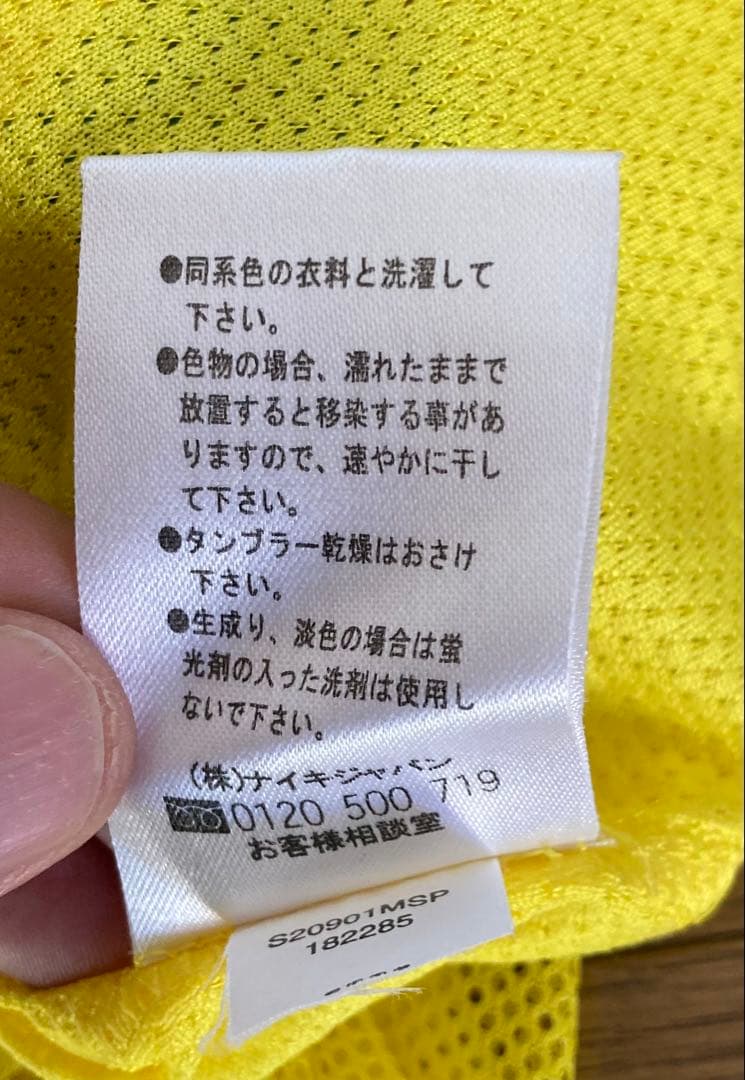 ●同系色の衣料と洗濯して
下さい。
●色物の場合、濡れたままで
放置すると移染する事があ
りますので、速やかに干し
て下さい。
●タンブラー乾燥はおさけ
下さい。
●生成り、淡色の場合は蛍
光剤の入った洗剤は使用し
ないで下さい。
(株)ナイキジャパン
0120 500 719
お客様相談室
S20901MSP
182285